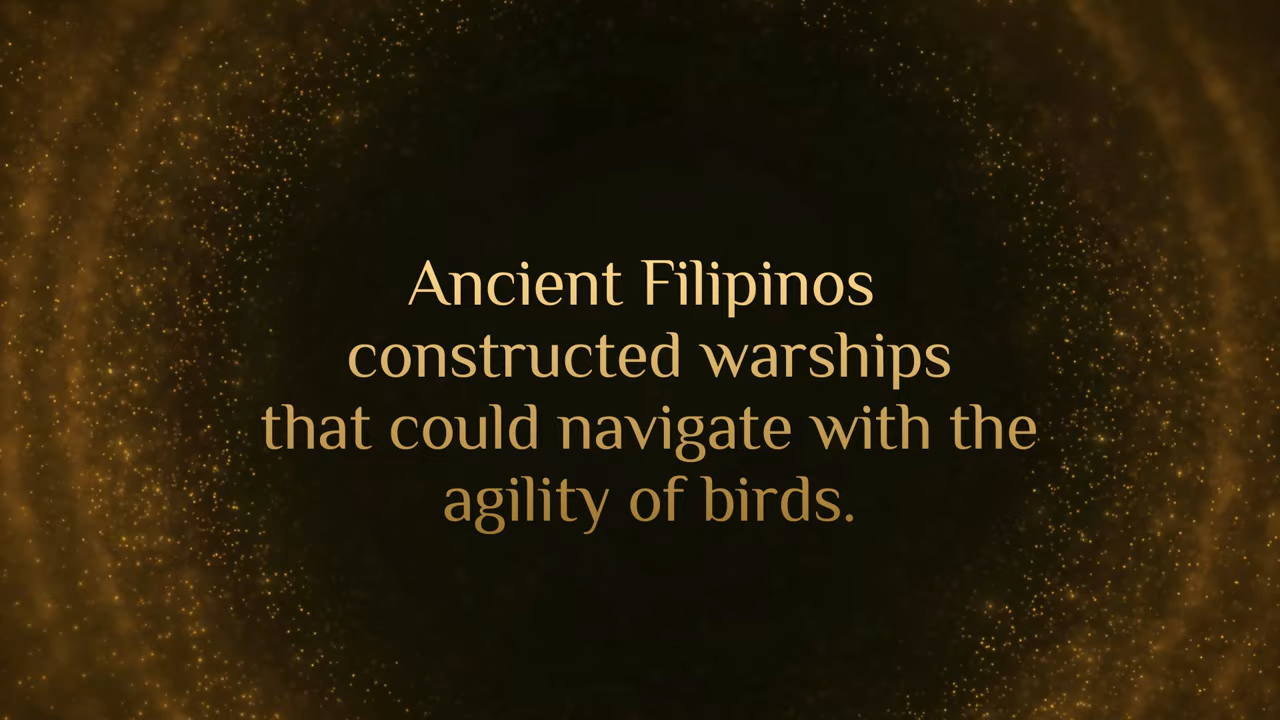 Ancient Filipinos
constructed warships
that could navigate with the
agility of birds.